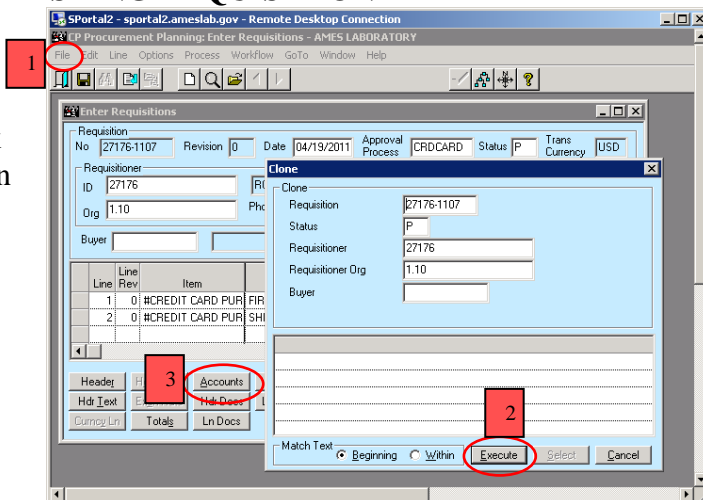 SPortal2 - sportal2.ameslab.gov - Remote Desktop Connection
CP Procurement Planning: Enter Requisitions - AMES LABORATORY
File Edit Line Options Process Workflow GoTo Window Help
1
Enter Requisitions
Requisition
No 27176-1107 Revision 0 Date 04/19/2011 Approval Process CRDCARD Status P Trans Currency USD
Requisitioner
ID 27176
Org 1.10
Buyer
Line Line Rev Item
1 0 #CREDIT CARD PUR FIR
2 0 #CREDIT CARD PUR SHI
3
Header Accounts
Hdr Text Hdr Docs
Curncy Ln Totals Ln Docs
Clone
Clone
Requisition 27176-1107
Status P
Requisitioner 27176
Requisitioner Org 1.10
Buyer
2
Match Text
Beginning Within Execute Select Cancel